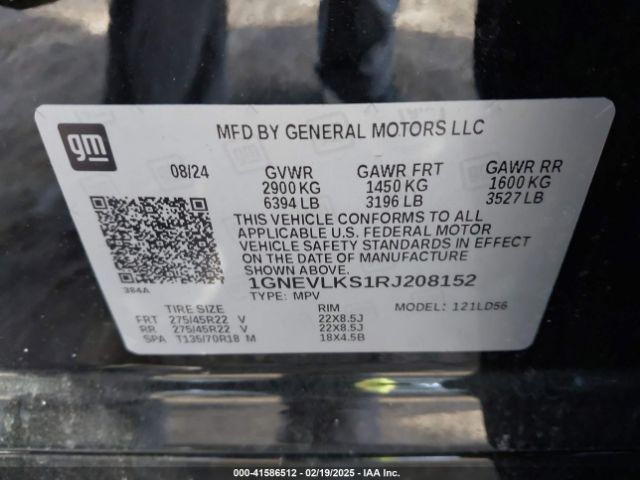 gm
MFD BY GENERAL MOTORS LLC
08/24 GVWR GAWR FRT GAWR RR
2900 KG 1450 KG 1600 KG
6394 LB 3196 LB 3527 LB
THIS VEHICLE CONFORMS TO ALL
APPLICABLE U.S. FEDERAL MOTOR
VEHICLE SAFETY STANDARDS IN EFFECT
ON THE DATE OF MANUFACTURE
SHOWN ABOVE.
1GNEVLKS1RJ208152
384A
TYPE: MPV MODEL: 121LD56
TIRE SIZE RIM
FRT 275/45R22 V 22X8.5J
RR 275/45R22 V 22X8.5J
SPA T135/70R18 M 18X4.5B
000-41586512 - 02/19/2025 - IAA Inc.